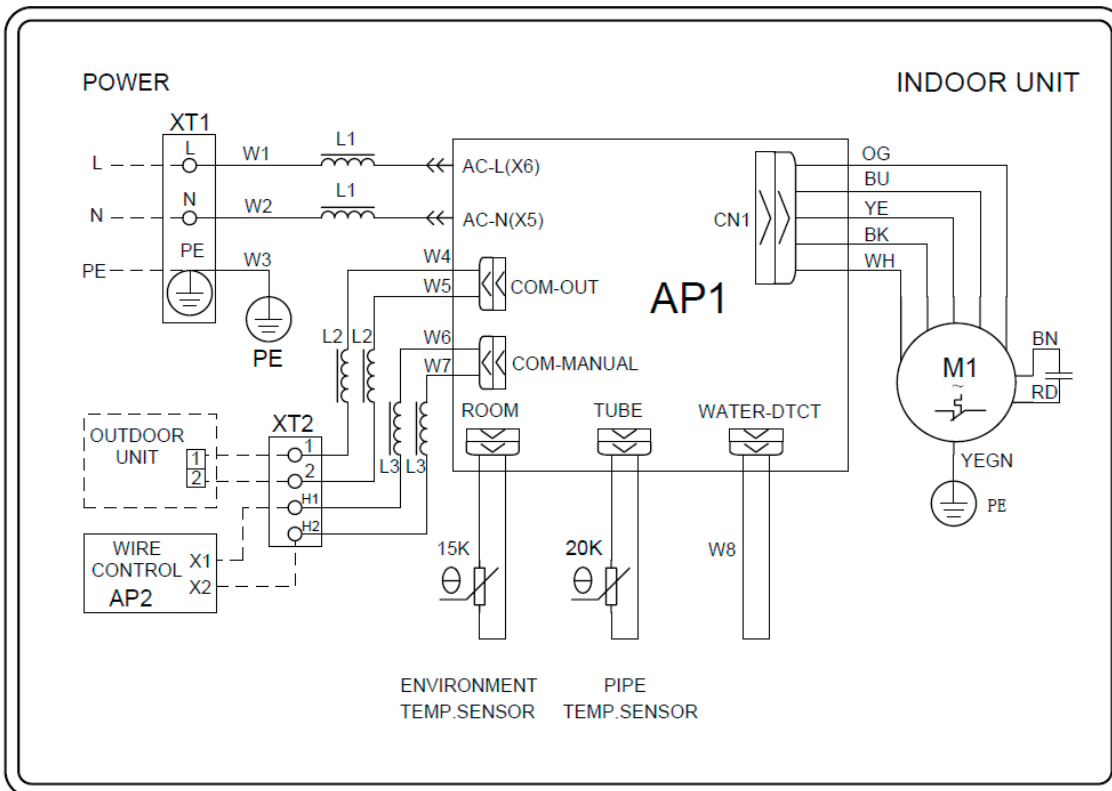 POWER
INDOOR UNIT
XT1
L
L
W1
L1
AC-L(X6)
OG
BU
N
N
W2
L1
AC-N(X5)
CN1
YE
BK
PE
PE
W3
W4
WH
W5
COM-OUT
AP1
PE
L2
L2
W6
W7
COM-MANUAL
M1
~
BN
RD
ROOM
TUBE
WATER-DTCT
XT2
OUTDOOR
UNIT
1
2
1
2
L3
L3
YEGN
H1
PE
H2
WIRE
CONTROL
AP2
X1
X2
15K
θ
20K
θ
W8
ENVIRONMENT
TEMP.SENSOR
PIPE
TEMP.SENSOR